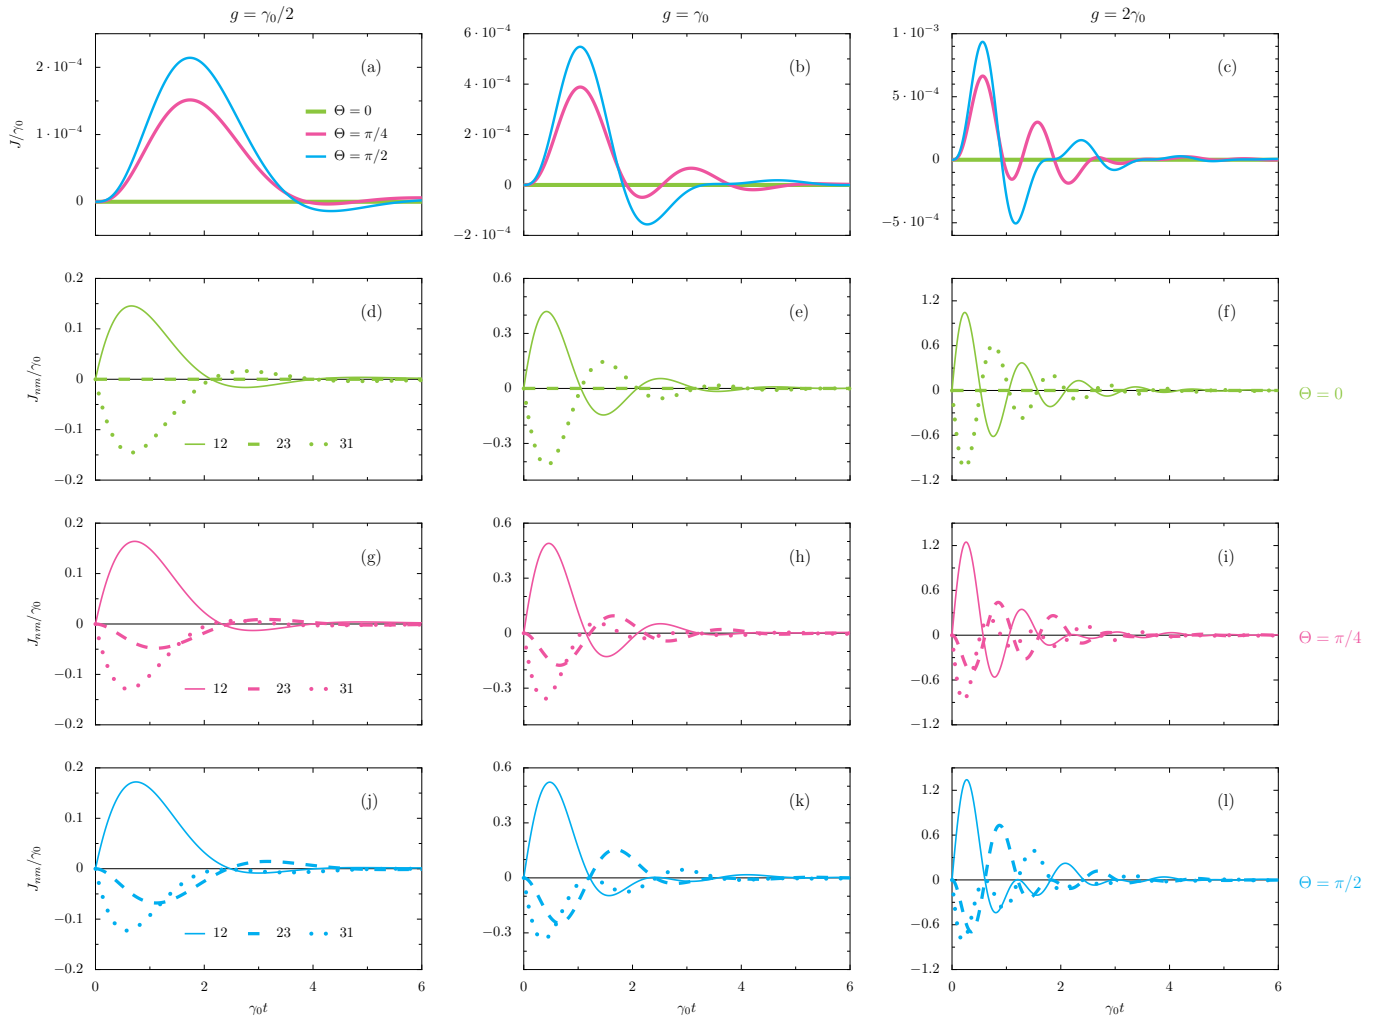 g = γ₀/2
g = γ₀
g = 2γ₀
J/γ₀
2 · 10⁻⁴
1 · 10⁻⁴
0
(a)
Θ = 0
Θ = π/4
Θ = π/2
6 · 10⁻⁴
4 · 10⁻⁴
2 · 10⁻⁴
0
−2 · 10⁻⁴
(b)
1 · 10⁻³
5 · 10⁻⁴
0
−5 · 10⁻⁴
(c)
Jₙₘ/γ₀
0.2
0.1
0
−0.1
−0.2
(d)
12 23 31
0.6
0.3
0
−0.3
(e)
1.2
0.6
0
−0.6
−1.2
(f)
Θ = 0
Jₙₘ/γ₀
0.2
0.1
0
−0.1
−0.2
(g)
12 23 31
0.6
0.3
0
−0.3
(h)
1.2
0.6
0
−0.6
−1.2
(i)
Θ = π/4
Jₙₘ/γ₀
0.2
0.1
0
−0.1
−0.2
(j)
12 23 31
0 2 4 6
γ₀t
0.6
0.3
0
−0.3
(k)
0 2 4 6
γ₀t
1.2
0.6
0
−0.6
−1.2
(l)
0 2 4 6
γ₀t
Θ = π/2